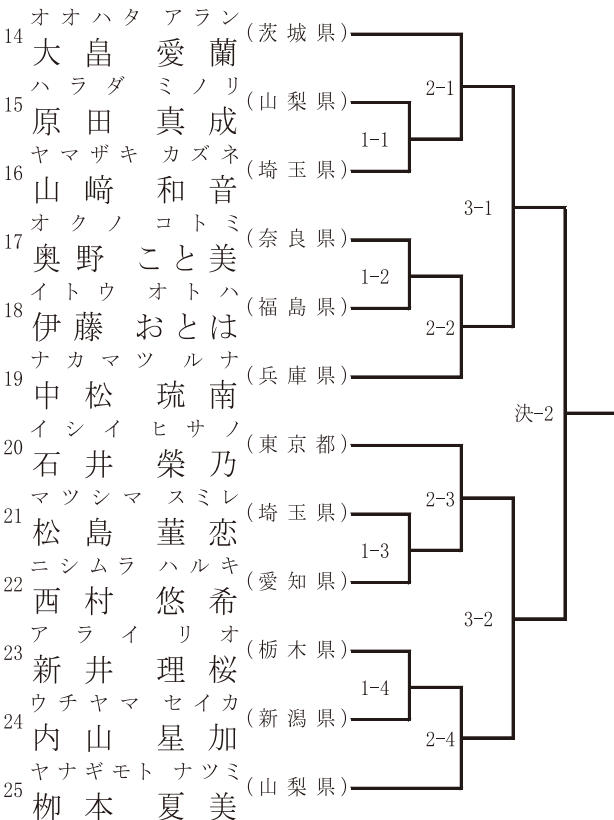 オオハタ アラン
14 大畠 愛蘭 (茨城県)
ハラダ ミノリ
15 原田 真成 (山梨県)
ヤマザキ カズネ
16 山﨑 和音 (埼玉県)
オクノ コトミ
17 奥野 こと美 (奈良県)
イトウ オトハ
18 伊藤 おとは (福島県)
ナカマツ ルナ
19 中松 琉南 (兵庫県)
イシイ ヒサノ
20 石井 榮乃 (東京都)
マツシマ スミレ
21 松島 菫恋 (埼玉県)
ニシムラ ハルキ
22 西村 悠希 (愛知県)
アライ リオ
23 新井 理桜 (栃木県)
ウチヤマ セイカ
24 内山 星加 (新潟県)
ヤナギモト ナツミ
25 栁本 夏美 (山梨県)
2-1
1-1
3-1
1-2
2-2
決-2
2-3
1-3
3-2
1-4
2-4